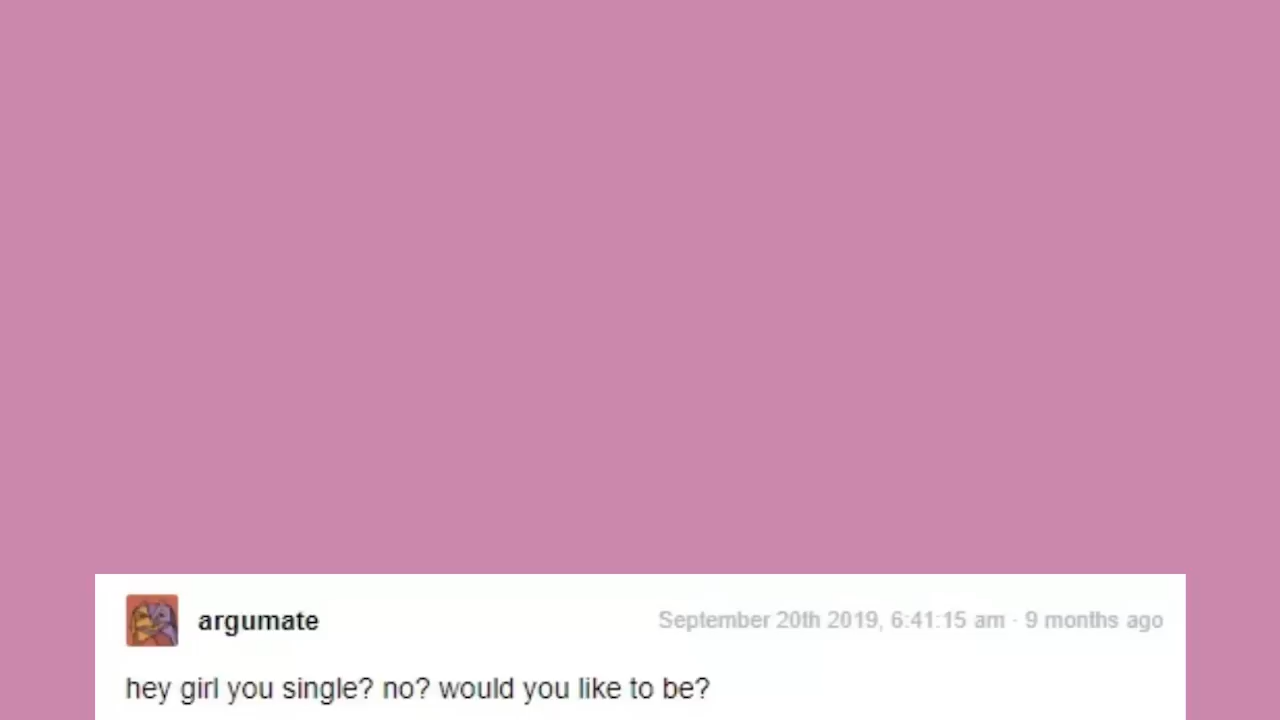 argumate
September 20th 2019, 6:41:15 am · 9 months ago
hey girl you single? no? would you like to be?